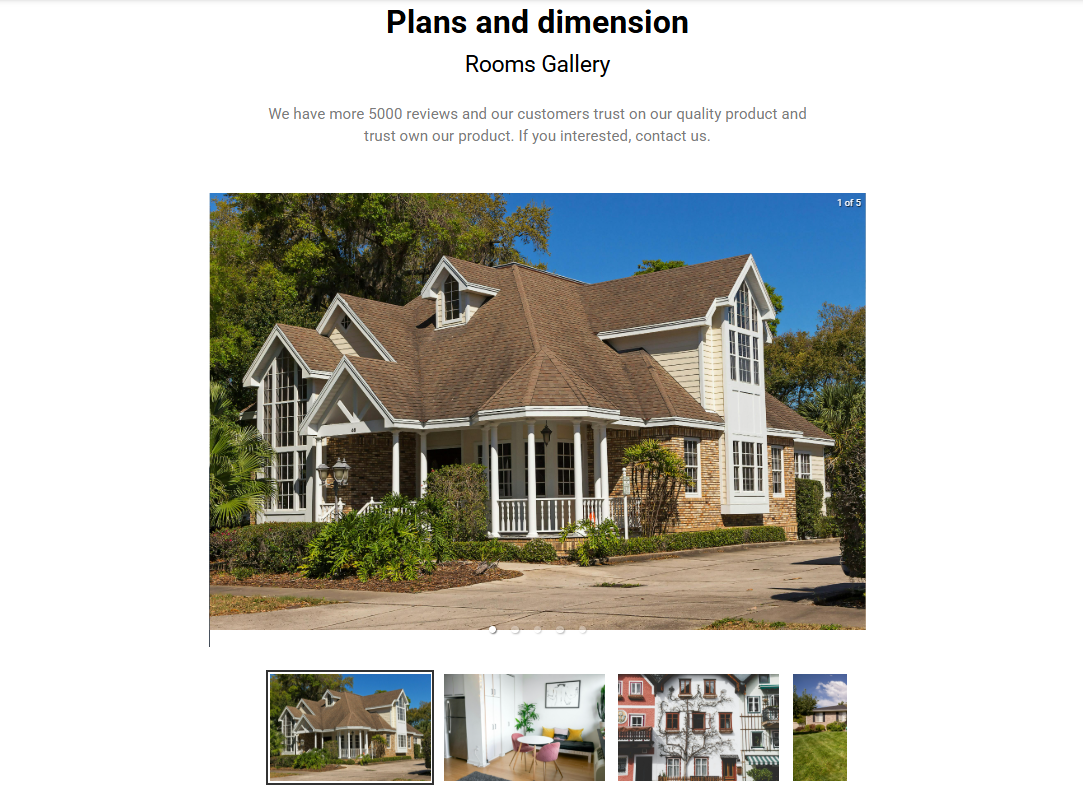 Plans and dimension
Rooms Gallery
We have more 5000 reviews and our customers trust on our quality product and
trust own our product. If you interested, contact us.
1 of 5